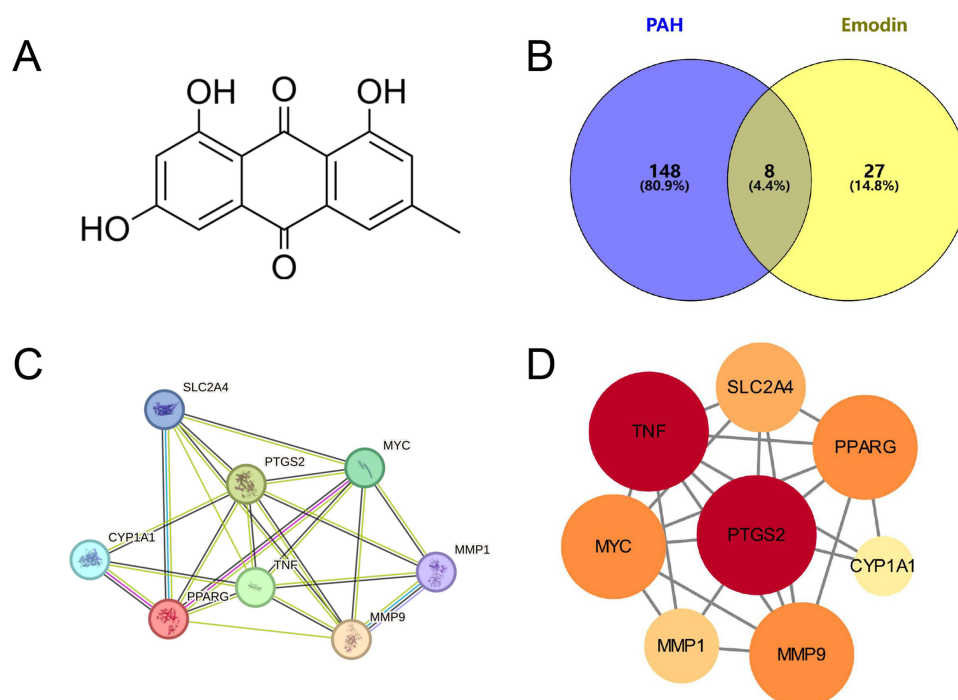 A
OH
O
OH
HO
O
B
PAH
Emodin
148
(80.9%)
8
(4.4%)
27
(14.8%)
C
SLC2A4
MYC
PTGS2
CYP1A1
MMP1
TNF
PPARG
MMP9
D
SLC2A4
TNF
PPARG
PTGS2
MYC
CYP1A1
MMP1
MMP9